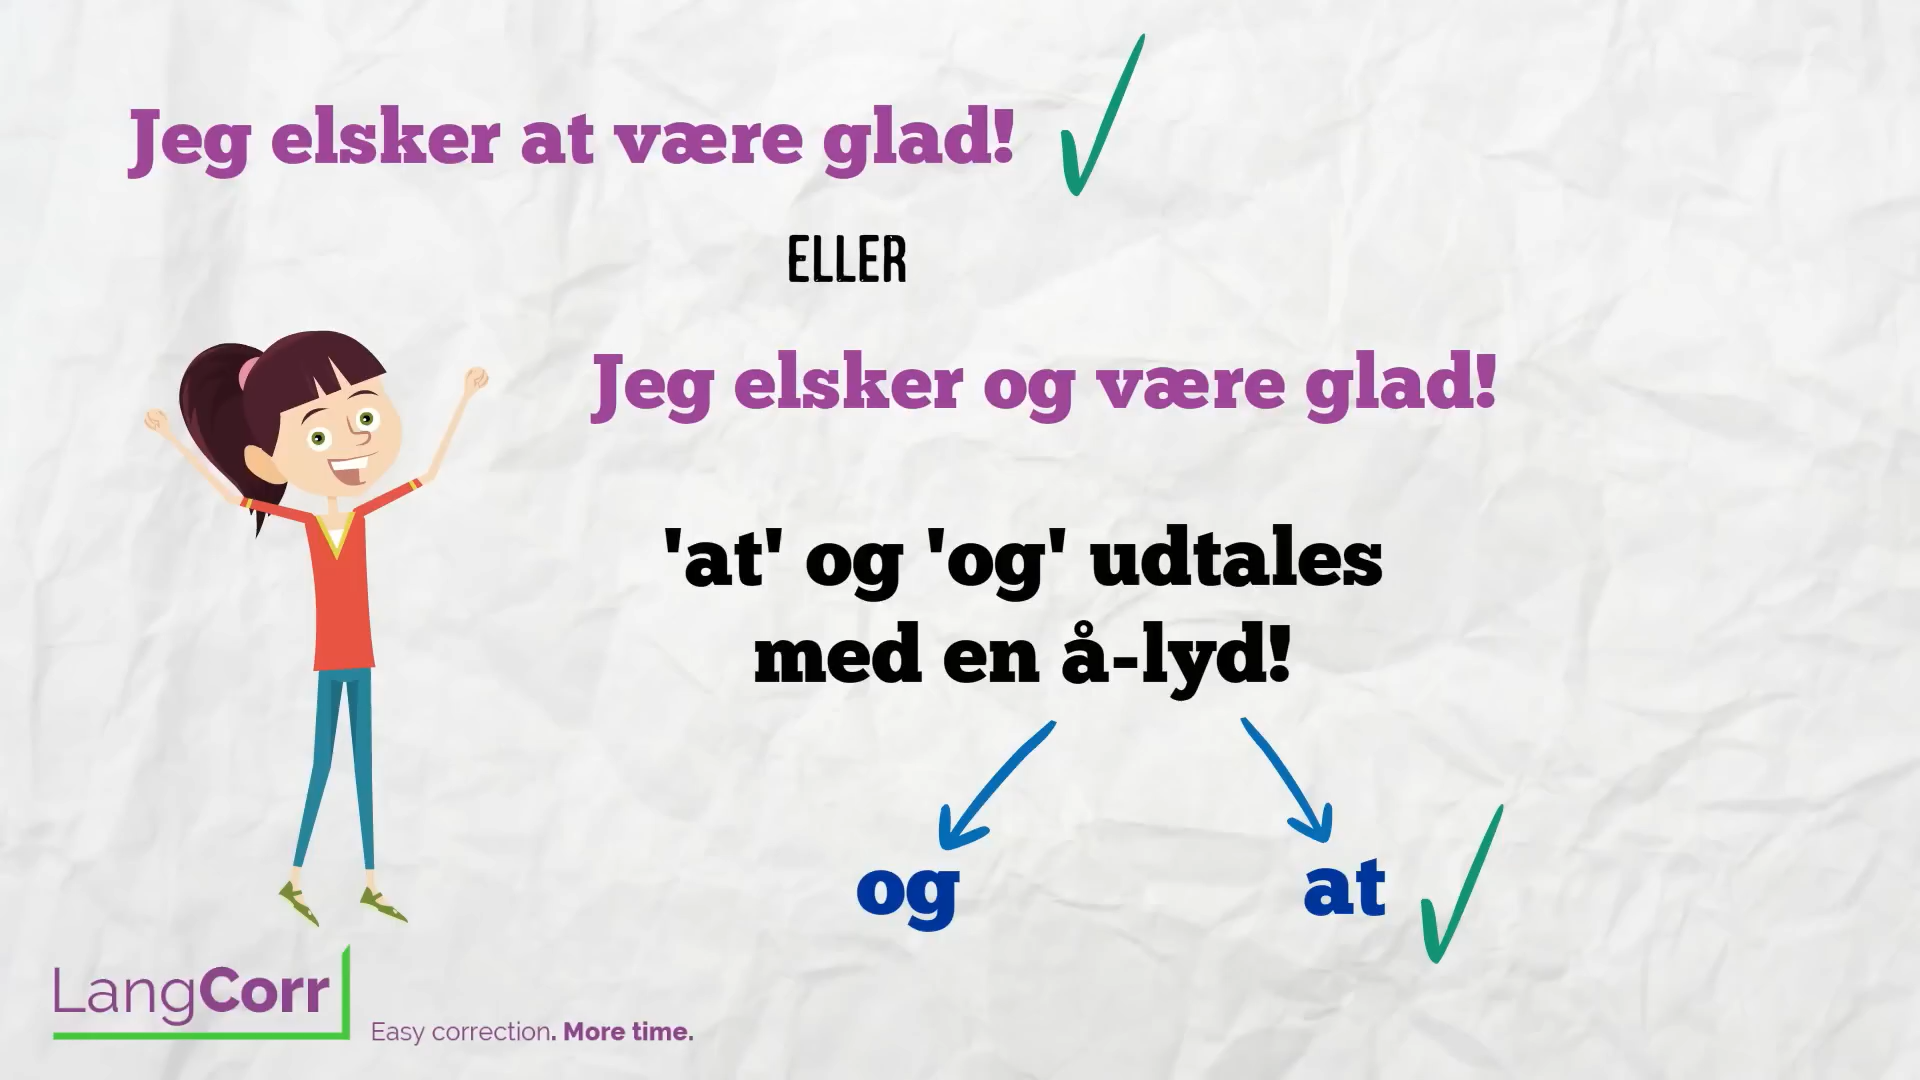 Jeg elsker at være glad!
ELLER
Jeg elsker og være glad!
'at' og 'og' udtales
med en å-lyd!
og
at
LangCorr
Easy correction. More time.